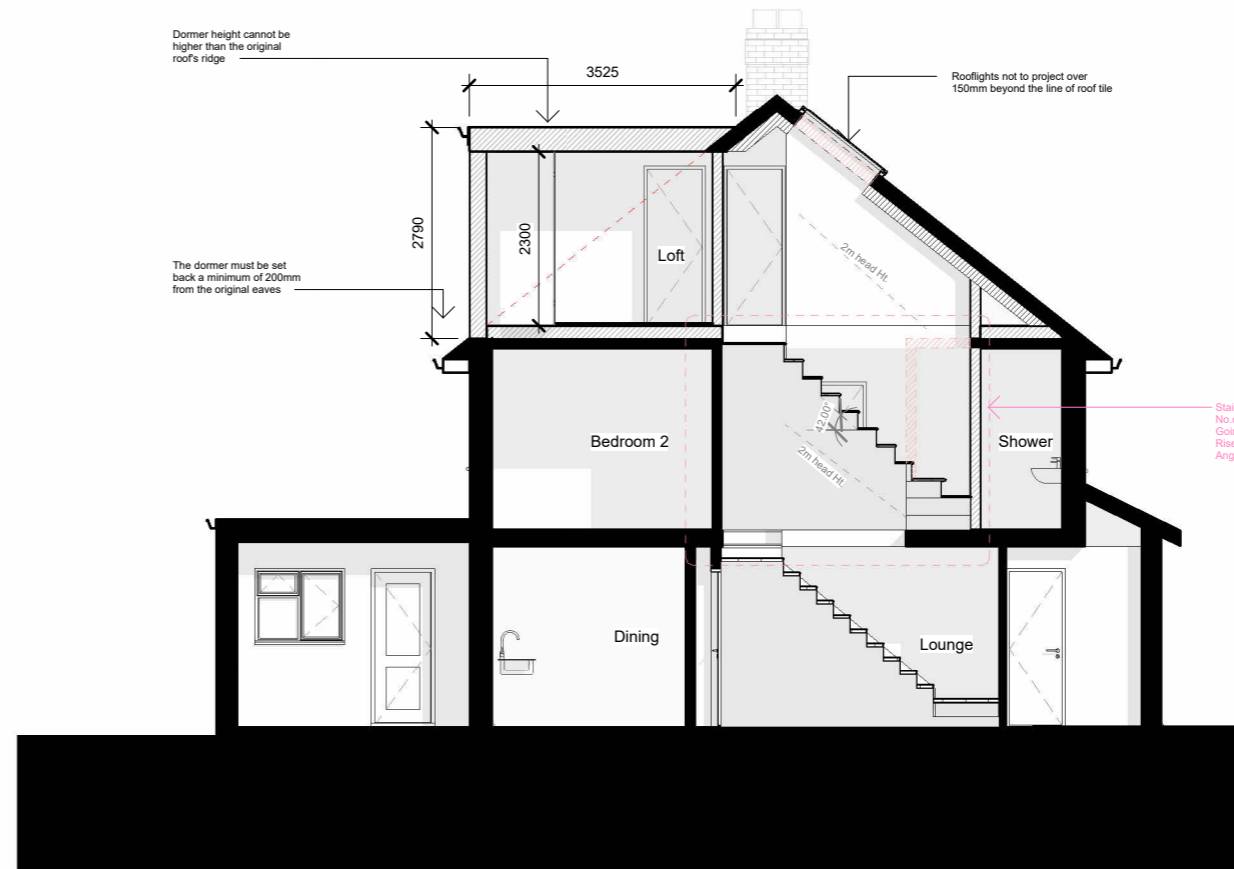 Dormer height cannot be
higher than the original
roof's ridge
3525
Rooflights not to project over
150mm beyond the line of roof tile
2790
2300
Loft
2m head Ht.
The dormer must be set
back a minimum of 200mm
from the original eaves
42.00°
Bedroom 2
2m head Ht.
Shower
Dining
Lounge